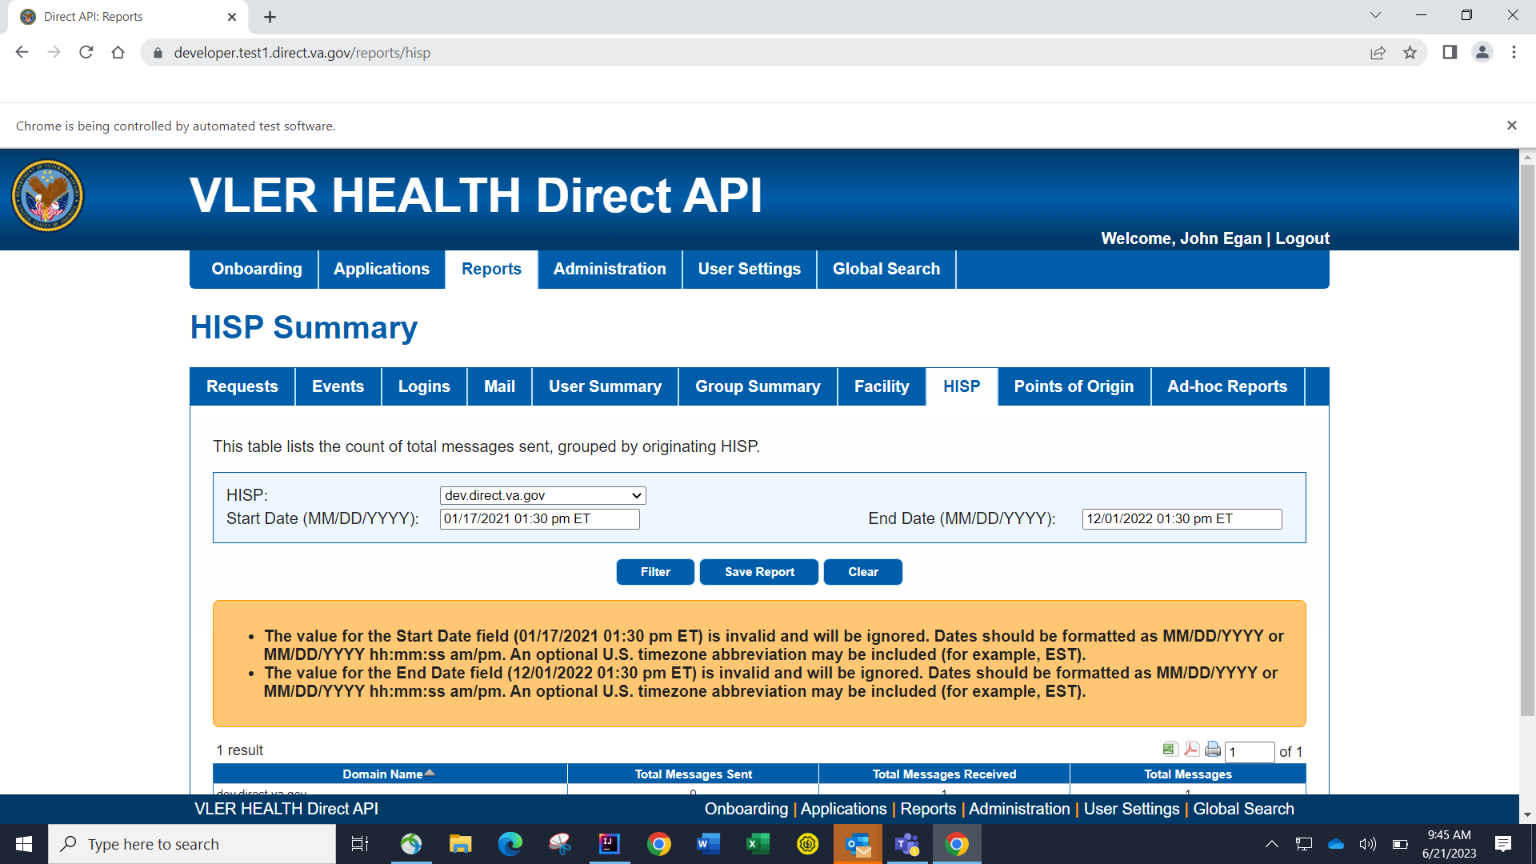 Direct API: Reports
developer.test1.direct.va.gov/reports/hisp
Chrome is being controlled by automated test software.
VLER HEALTH Direct API
Welcome, John Egan | Logout
Onboarding Applications Reports Administration User Settings Global Search
HISP Summary
Requests Events Logins Mail User Summary Group Summary Facility HISP Points of Origin Ad-hoc Reports
This table lists the count of total messages sent, grouped by originating HISP.
HISP: dev.direct.va.gov
Start Date (MM/DD/YYYY): 01/17/2021 01:30 pm ET End Date (MM/DD/YYYY): 12/01/2022 01:30 pm ET
Filter Save Report Clear
• The value for the Start Date field (01/17/2021 01:30 pm ET) is invalid and will be ignored. Dates should be formatted as MM/DD/YYYY or
MM/DD/YYYY hh:mm:ss am/pm. An optional U.S. timezone abbreviation may be included (for example, EST).
• The value for the End Date field (12/01/2022 01:30 pm ET) is invalid and will be ignored. Dates should be formatted as MM/DD/YYYY or
MM/DD/YYYY hh:mm:ss am/pm. An optional U.S. timezone abbreviation may be included (for example, EST).
1 result 1 of 1
Domain Name Total Messages Sent Total Messages Received Total Messages
dev.direct.va.gov 0 1 1
VLER HEALTH Direct API Onboarding | Applications | Reports | Administration | User Settings | Global Search
Type here to search
9:45 AM
6/21/2023